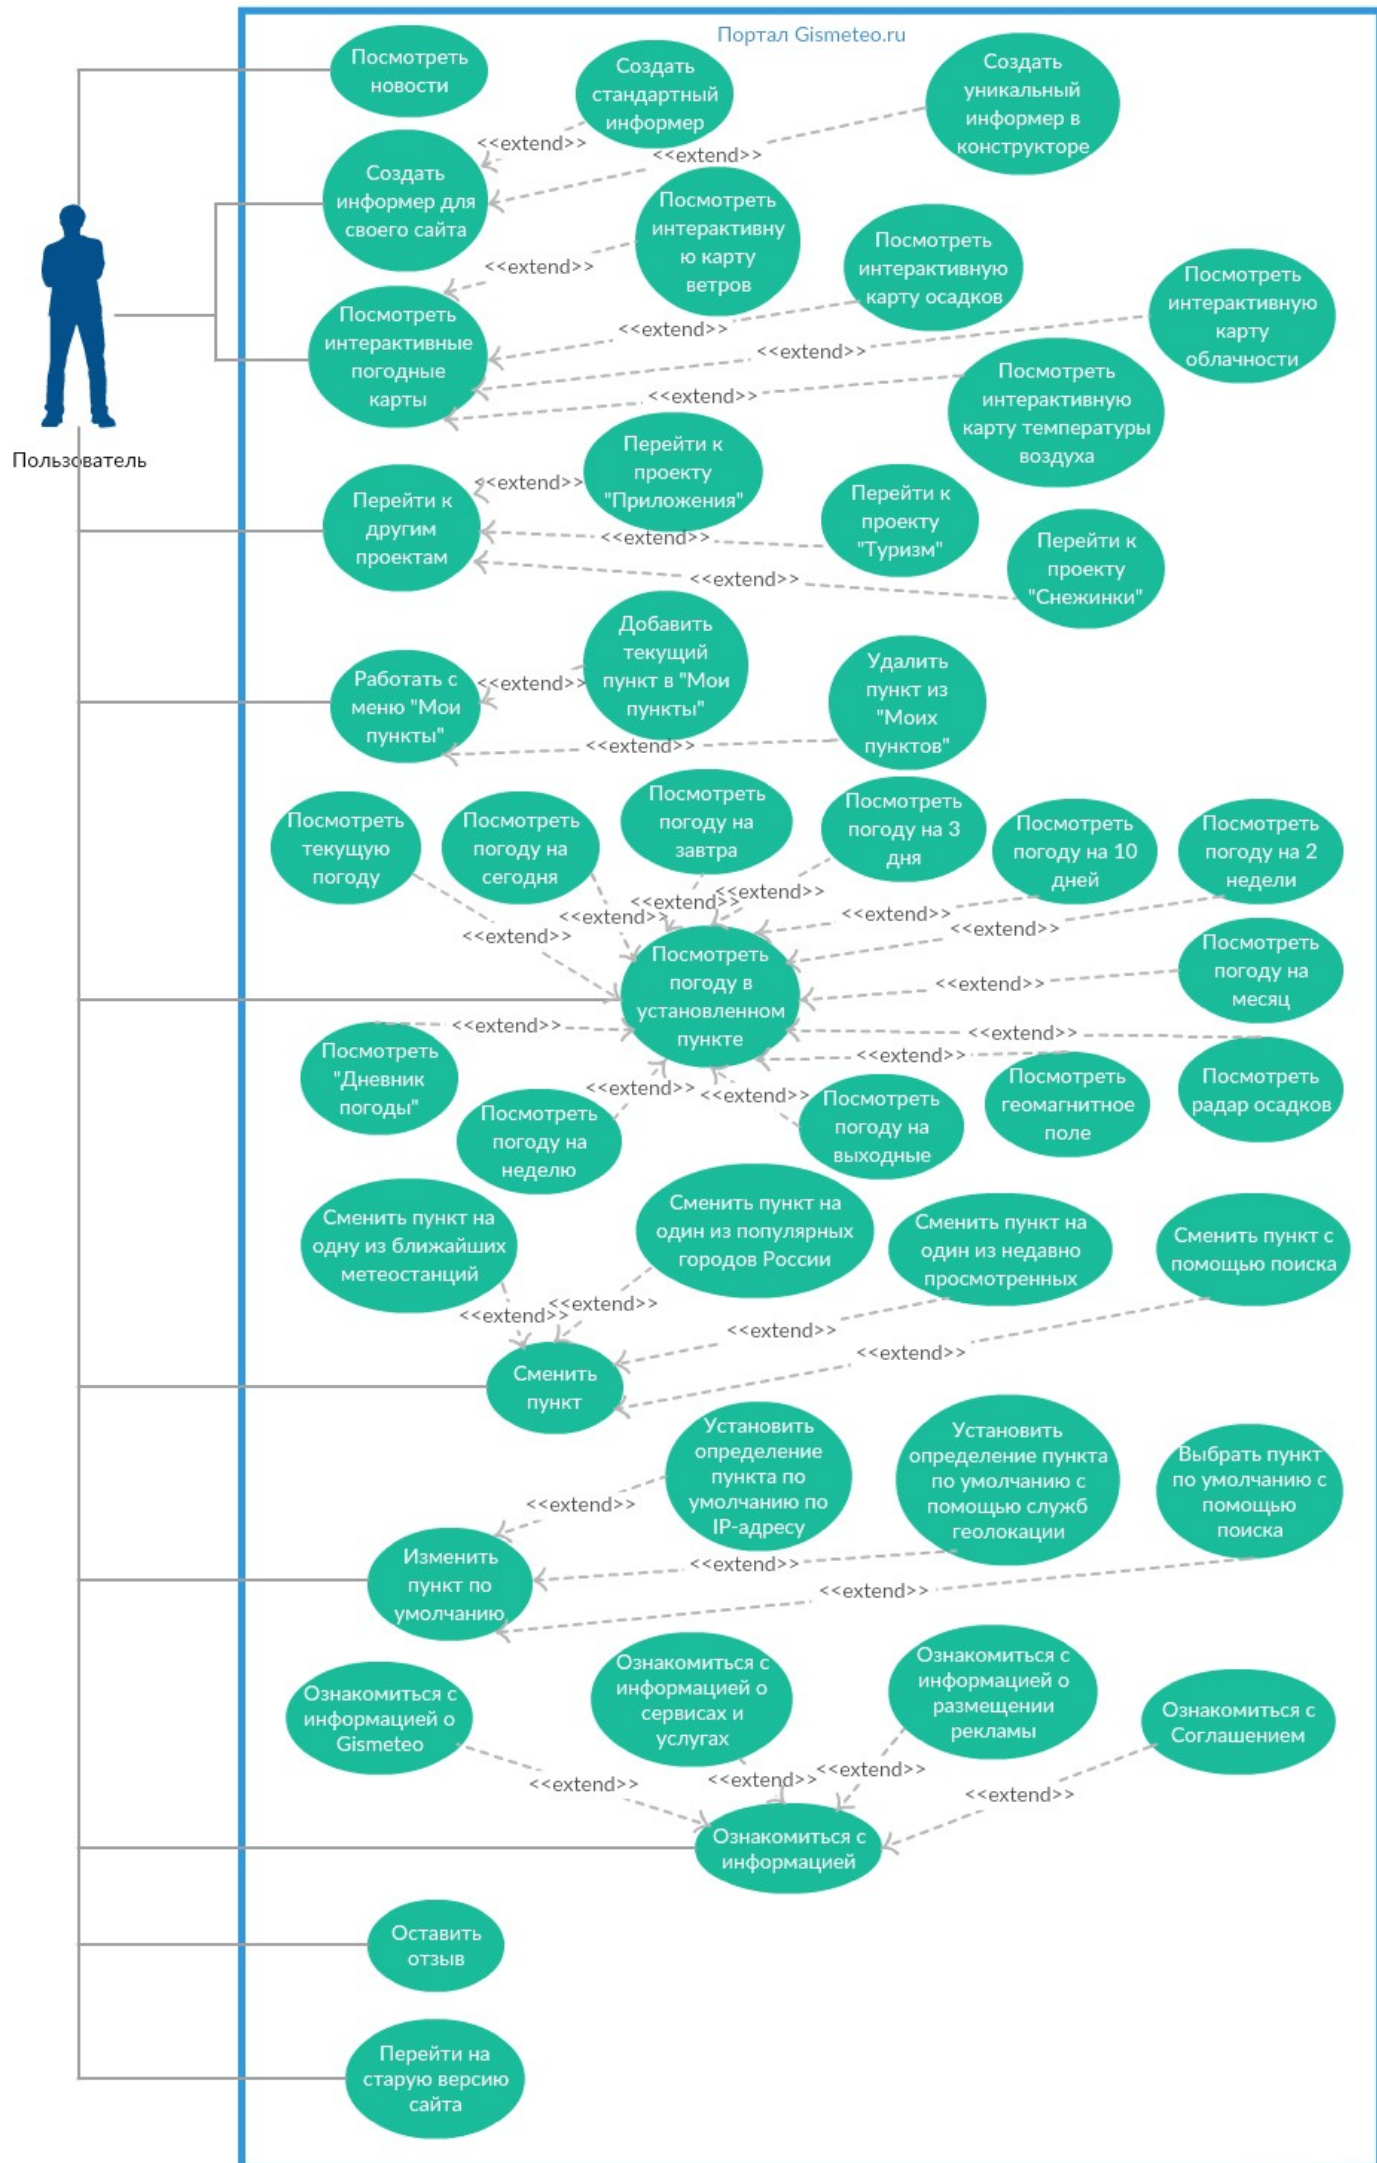 Портал Gismeteo.ru
Посмотреть
новости
Создать
стандартный
информер
Создать
уникальный
информер в
конструкторе
<<extend>>
<<extend>>
Создать
информер для
своего сайта
Посмотреть
интерактивну
ю карту
ветров
Посмотреть
интерактивную
карту осадков
Посмотреть
интерактивную
карту
облачности
<<extend>>
<<extend>>
<<extend>>
<<extend>>
Посмотреть
интерактивные
погодные
карты
Посмотреть
интерактивную
карту температуры
воздуха
Пользователь
Перейти к
проекту
"Приложения"
Перейти к
проекту
"Туризм"
Перейти к
проекту
"Снежинки"
<<extend>>
<<extend>>
<<extend>>
Перейти к
другим
проектам
Добавить
текущий
пункт в "Мои
пункты"
Удалить
пункт из
"Моих
пунктов"
<<extend>>
<<extend>>
Работать с
меню "Мои
пункты"
Посмотреть
текущую
погоду
Посмотреть
погоду на
сегодня
Посмотреть
погоду на
завтра
Посмотреть
погоду на 3
дня
Посмотреть
погоду на 10
дней
Посмотреть
погоду на 2
недели
<<extend>>
<<extend>>
<<extend>>
<<extend>>
<<extend>>
<<extend>>
Посмотреть
погоду в
установленном
пункте
Посмотреть
погоду на
месяц
<<extend>>
<<extend>>
<<extend>>
<<extend>>
<<extend>>
<<extend>>
Посмотреть
"Дневник
погоды"
Посмотреть
погоду на
неделю
Посмотреть
погоду на
выходные
Посмотреть
геомагнитное
поле
Посмотреть
радар осадков
Сменить пункт на
одну из ближайших
метеостанций
Сменить пункт на
один из популярных
городов России
Сменить пункт на
один из недавно
просмотренных
Сменить пункт с
помощью поиска
<<extend>>
<<extend>>
<<extend>>
<<extend>>
Сменить
пункт
Установить
определение
пункта по
умолчанию по
IP-адресу
Установить
определение пункта
по умолчанию с
помощью служб
геолокации
Выбрать пункт
по умолчанию с
помощью
поиска
<<extend>>
<<extend>>
<<extend>>
Изменить
пункт по
умолчанию
Ознакомиться с
информацией о
Gismeteo
Ознакомиться с
информацией о
сервисах и
услугах
Ознакомиться с
информацией о
размещении
рекламы
Ознакомиться с
Соглашением
<<extend>>
<<extend>>
<<extend>>
<<extend>>
Ознакомиться с
информацией
Оставить
отзыв
Перейти на
старую версию
сайта